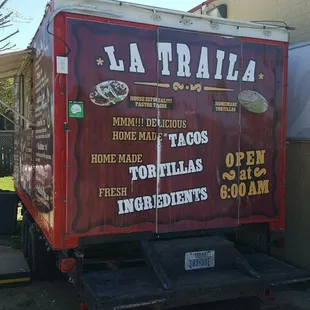 LA TRAILA
HOUSE ESPECIAL!!!
PASTOR TACOS
HOMEMADE
TORTILLAS
MMM!!! DELICIOUS
HOME MADE TACOS
HOME MADE
TORTILLAS
FRESH
INGREDIENTS
OPEN
at
6:00 AM